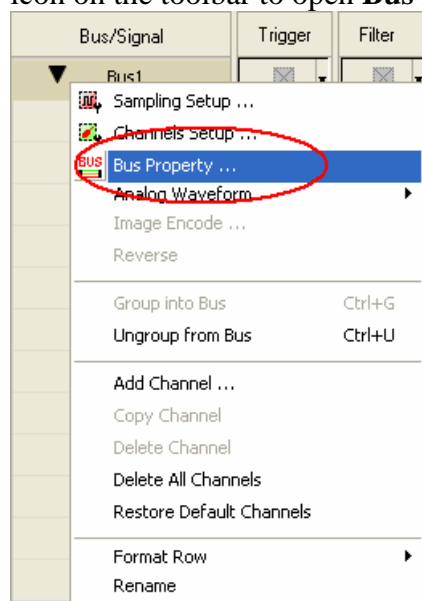 icon on the toolbar to open Bus
Bus/Signal Trigger Filter
Bus1
Sampling Setup ...
Channels Setup ...
BUS Bus Property ...
Analog Waveform
Image Encode ...
Reverse
Group into Bus Ctrl+G
Ungroup from Bus Ctrl+U
Add Channel ...
Copy Channel
Delete Channel
Delete All Channels
Restore Default Channels
Format Row
Rename